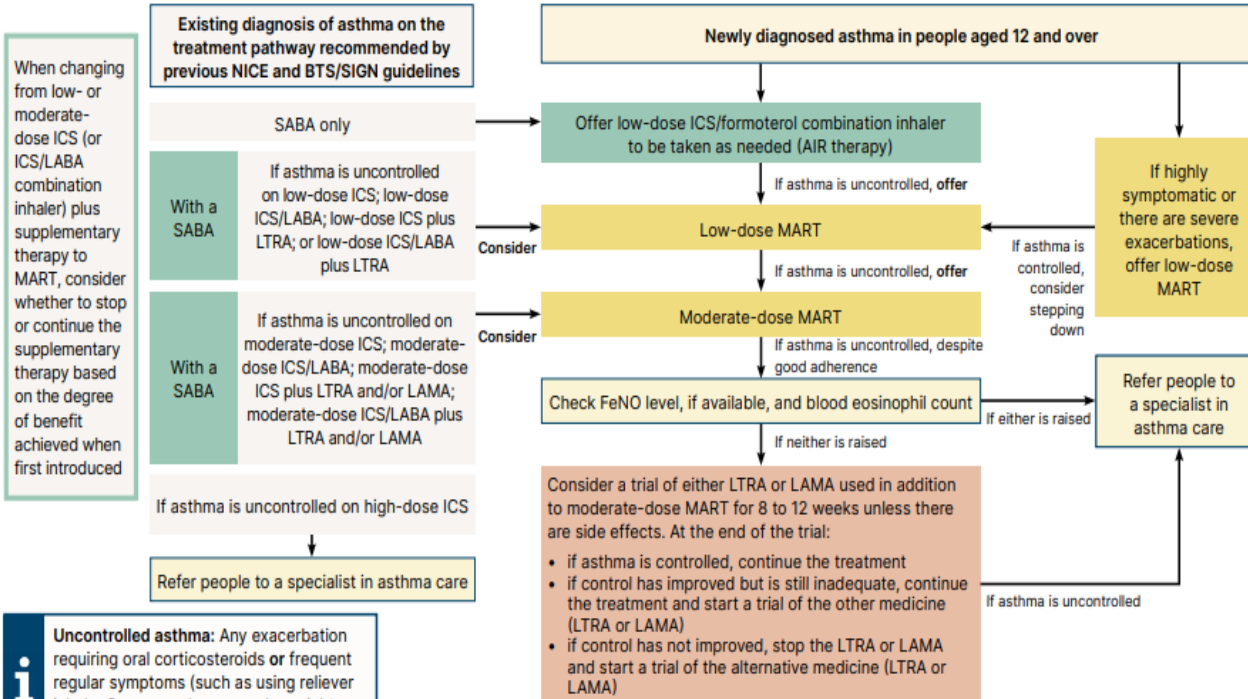 When changing
from low- or
moderate-
dose ICS (or
ICS/LABA
combination
inhaler) plus
supplementary
therapy to
MART, consider
whether to stop
or continue the
supplementary
therapy based
on the degree
of benefit
achieved when
first introduced
Existing diagnosis of asthma on the
treatment pathway recommended by
previous NICE and BTS/SIGN guidelines
SABA only
With a
SABA
If asthma is uncontrolled
on low-dose ICS; low-dose
ICS/LABA; low-dose ICS plus
LTRA; or low-dose ICS/LABA
plus LTRA
Consider
With a
SABA
If asthma is uncontrolled on
moderate-dose ICS; moderate-
dose ICS/LABA; moderate-dose
ICS plus LTRA and/or LAMA;
moderate-dose ICS/LABA plus
LTRA and/or LAMA
Consider
If asthma is uncontrolled on high-dose ICS
Refer people to a specialist in asthma care
i
Uncontrolled asthma: Any exacerbation
requiring oral corticosteroids or frequent
regular symptoms (such as using reliever
Newly diagnosed asthma in people aged 12 and over
Offer low-dose ICS/formoterol combination inhaler
to be taken as needed (AIR therapy)
If asthma is uncontrolled, offer
Low-dose MART
If asthma is uncontrolled, offer
Moderate-dose MART
If asthma is uncontrolled, despite
good adherence
Check FeNO level, if available, and blood eosinophil count
If neither is raised
Consider a trial of either LTRA or LAMA used in addition
to moderate-dose MART for 8 to 12 weeks unless there
are side effects. At the end of the trial:
• if asthma is controlled, continue the treatment
• if control has improved but is still inadequate, continue
the treatment and start a trial of the other medicine
(LTRA or LAMA)
• if control has not improved, stop the LTRA or LAMA
and start a trial of the alternative medicine (LTRA or
LAMA)
If highly
symptomatic or
there are severe
exacerbations,
offer low-dose
MART
If asthma is
controlled,
consider
stepping
down
If either is raised
Refer people to
a specialist in
asthma care
If asthma is uncontrolled